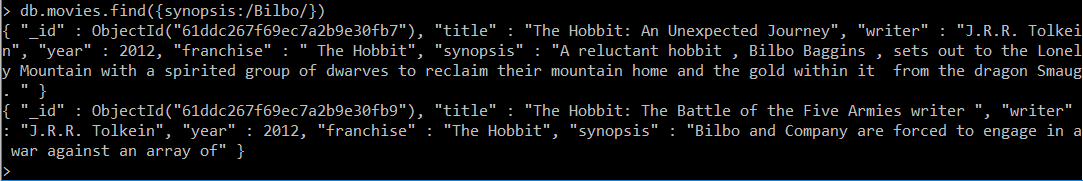 > db.movies.find({synopsis:/Bilbo/})
{ "_id" : ObjectId("61ddc267f69ec7a2b9e30fb7"), "title" : "The Hobbit: An Unexpected Journey", "writer" : "J.R.R. Tolkei
n", "year" : 2012, "franchise" : " The Hobbit", "synopsis" : "A reluctant hobbit , Bilbo Baggins , sets out to the Lonel
y Mountain with a spirited group of dwarves to reclaim their mountain home and the gold within it  from the dragon Smaug
. " }
{ "_id" : ObjectId("61ddc267f69ec7a2b9e30fb9"), "title" : "The Hobbit: The Battle of the Five Armies writer ", "writer"
: "J.R.R. Tolkein", "year" : 2012, "franchise" : "The Hobbit", "synopsis" : "Bilbo and Company are forced to engage in a
 war against an array of" }
>